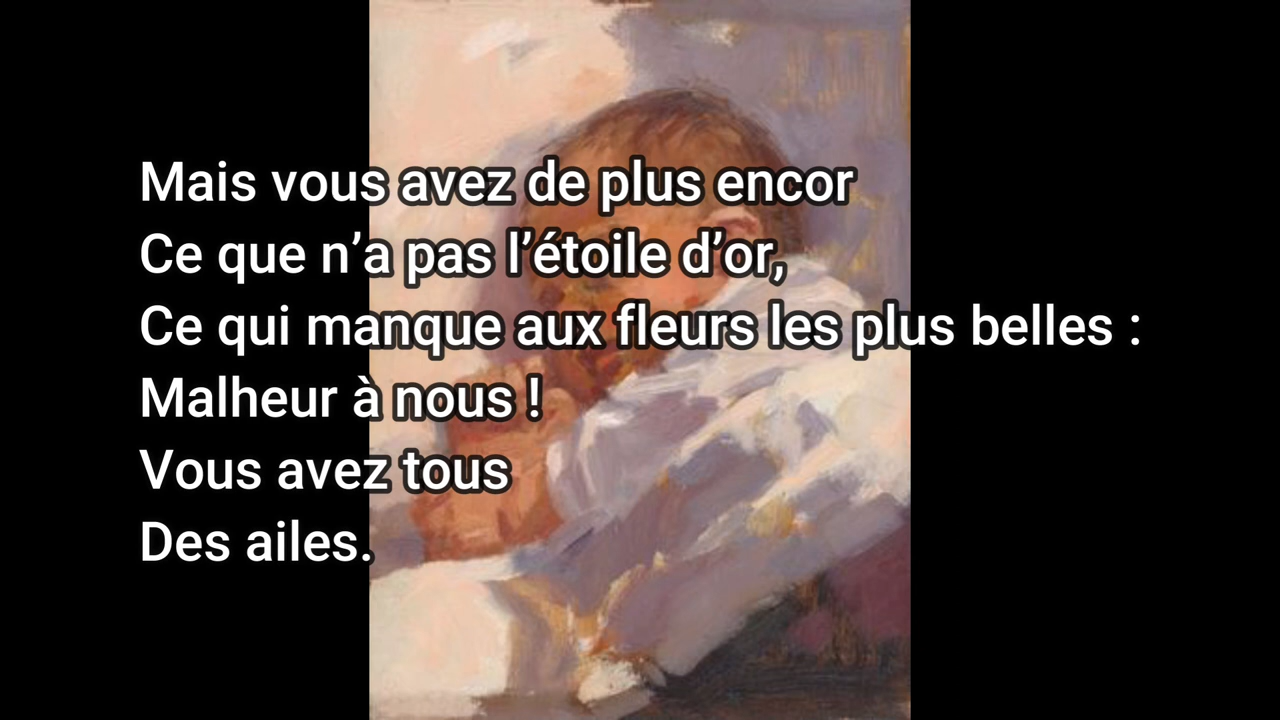 Mais vous avez de plus encor
Ce que n’a pas l’étoile d’or,
Ce qui manque aux fleurs les plus belles :
Malheur à nous !
Vous avez tous
Des ailes.